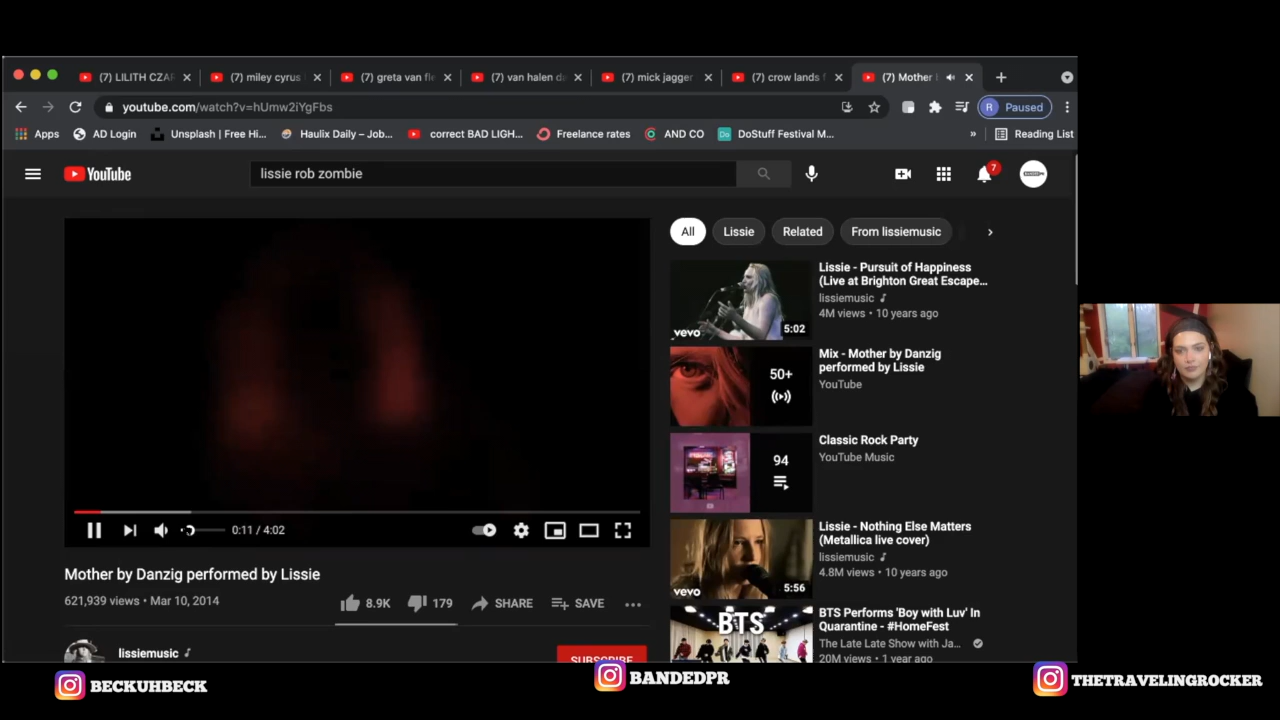 (7) LILITH CZAR
(7) miley cyrus
(7) greta van fle
(7) van halen da
(7) mick jagger
(7) crow lands f
(7) Mother
youtube.com/watch?v=hUmw2iYgFbs
R Paused
Apps
AD Login
Unsplash | Free Hi...
Haulix Daily – Job...
correct BAD LIGH...
Freelance rates
AND CO
Do DoStuff Festival M...
»
Reading List
YouTube
lissie rob zombie
7
All
Lissie
Related
From lissiemusic
Lissie - Pursuit of Happiness
(Live at Brighton Great Escape...
lissiemusic
4M views • 10 years ago
vevo
5:02
50+
Mix - Mother by Danzig
performed by Lissie
YouTube
94
Classic Rock Party
YouTube Music
Lissie - Nothing Else Matters
(Metallica live cover)
lissiemusic
4.8M views • 10 years ago
vevo
5:56
0:11 / 4:02
Mother by Danzig performed by Lissie
621,939 views • Mar 10, 2014
8.9K
179
SHARE
SAVE
BTS
BTS Performs 'Boy with Luv' In
Quarantine - #HomeFest
The Late Late Show with Ja...
20M views • 1 year ago
lissiemusic
SUBSCRIBE
BECKUHBECK
BANDEDPR
THETRAVELINGROCKER